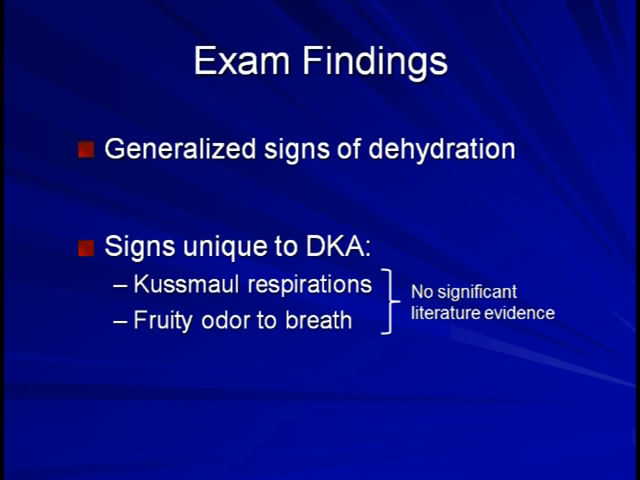 Exam Findings
Generalized signs of dehydration
Signs unique to DKA:
– Kussmaul respirations
– Fruity odor to breath
No significant
literature evidence